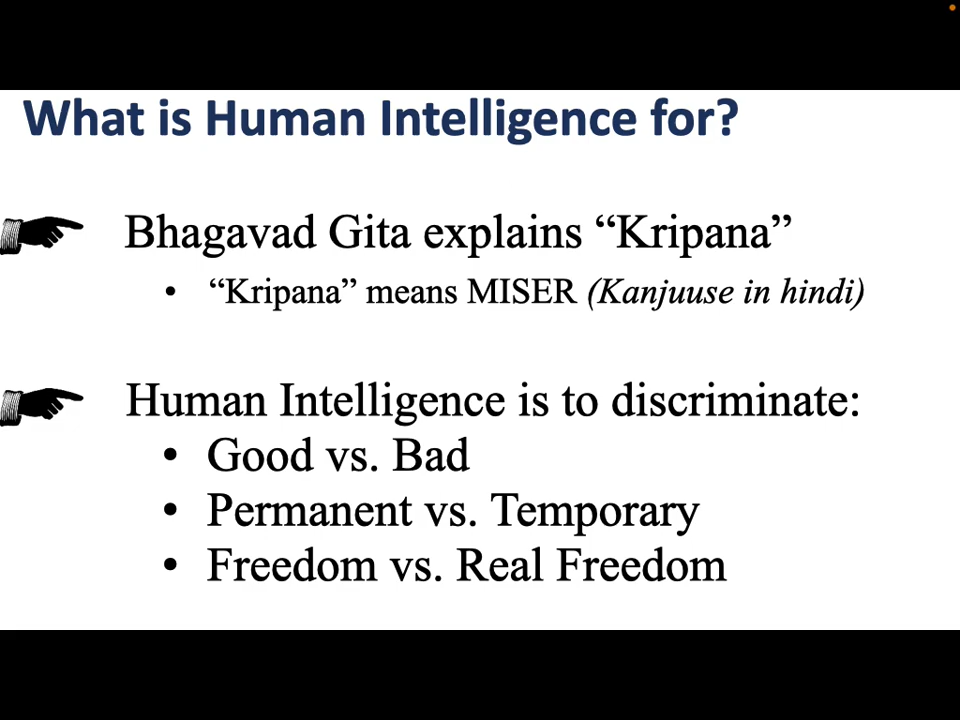 What is Human Intelligence for?
Bhagavad Gita explains “Kripana”
• “Kripana” means MISER (Kanjuuse in hindi)
Human Intelligence is to discriminate:
• Good vs. Bad
• Permanent vs. Temporary
• Freedom vs. Real Freedom